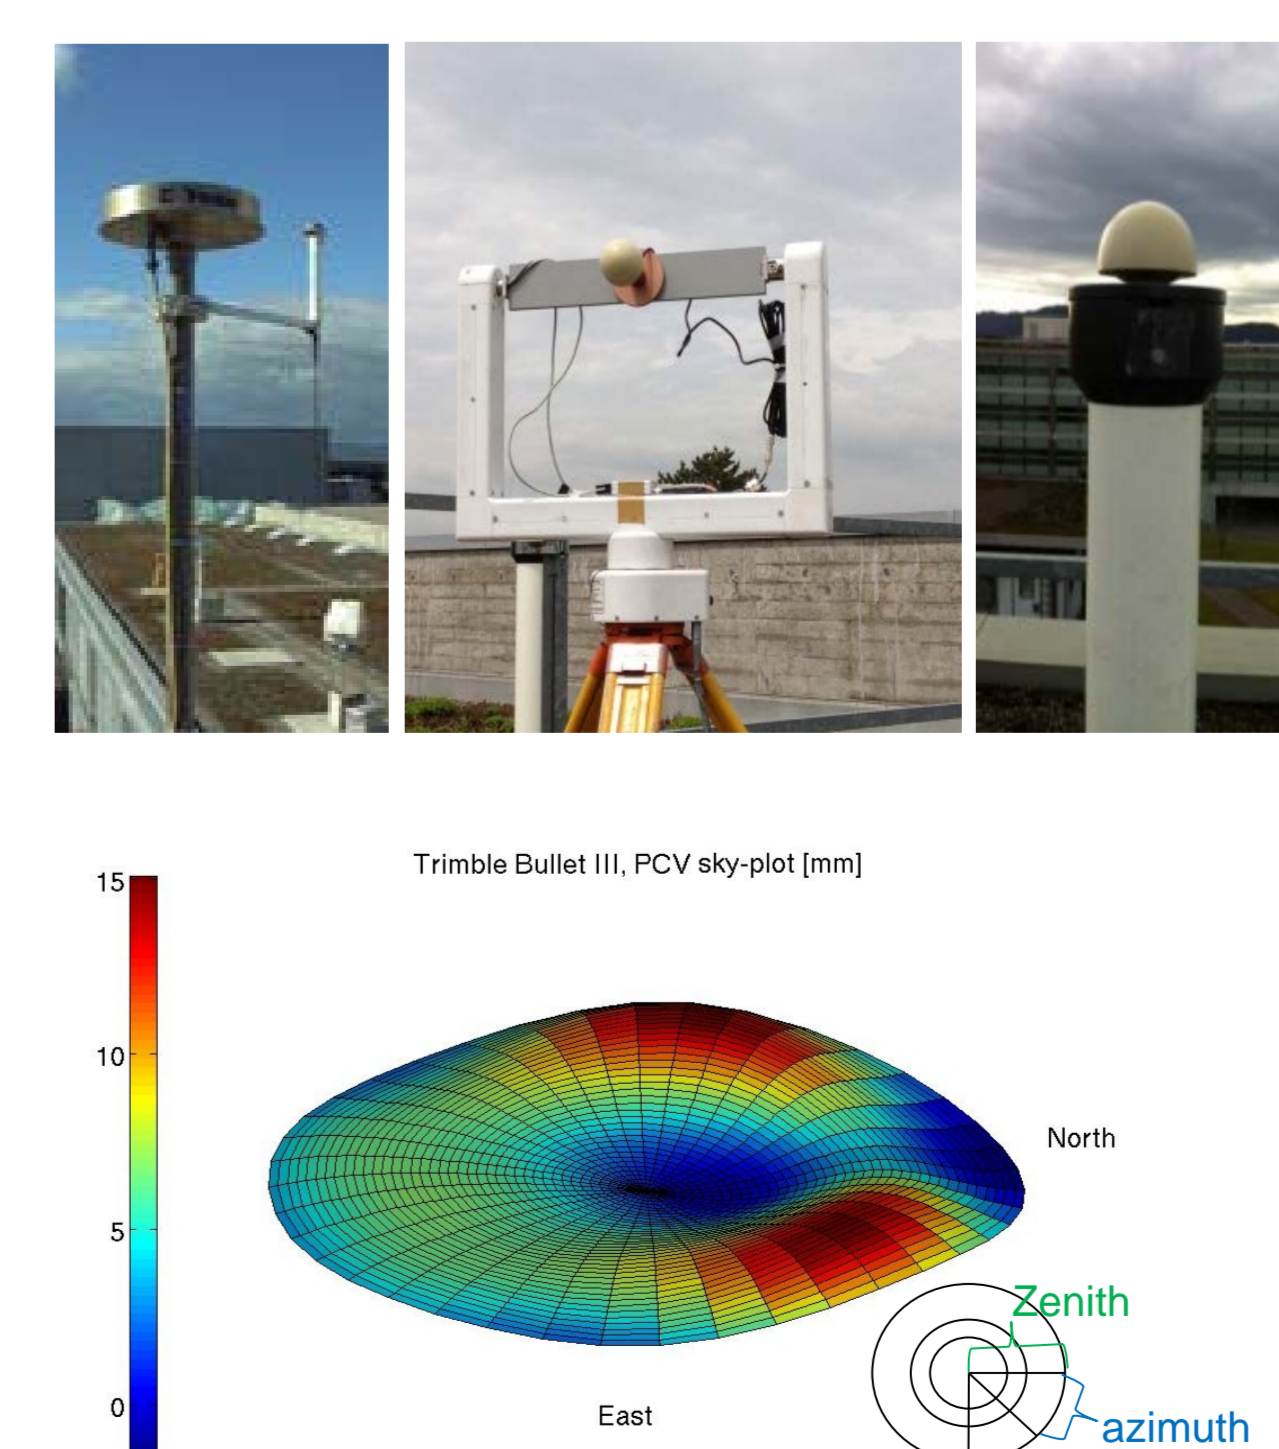 Trimble Bullet III, PCV sky-plot [mm]
15
10
5
0
North
East
Zenith
azimuth